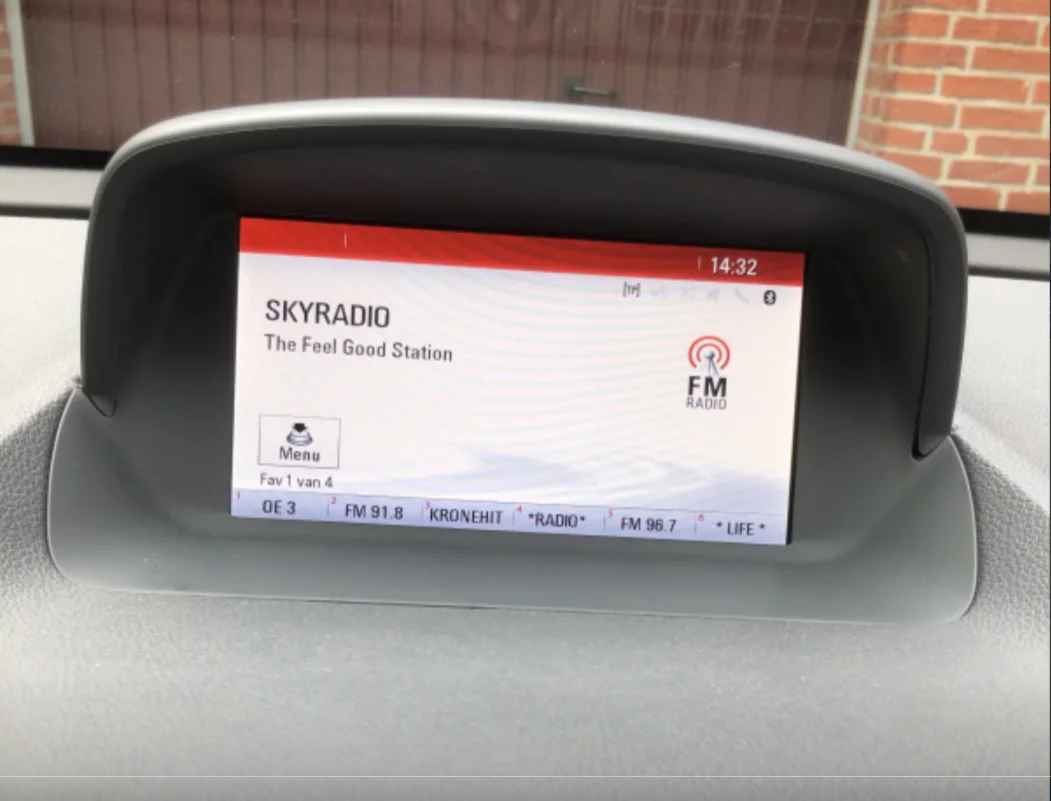 14:32
[TP]
SKYRADIO
The Feel Good Station
FM
RADIO
Menu
Fav 1 van 4
1 OE 3 2 FM 91.8 3 KRONEHIT 4 *RADIO* 5 FM 96.7 6 * LIFE *